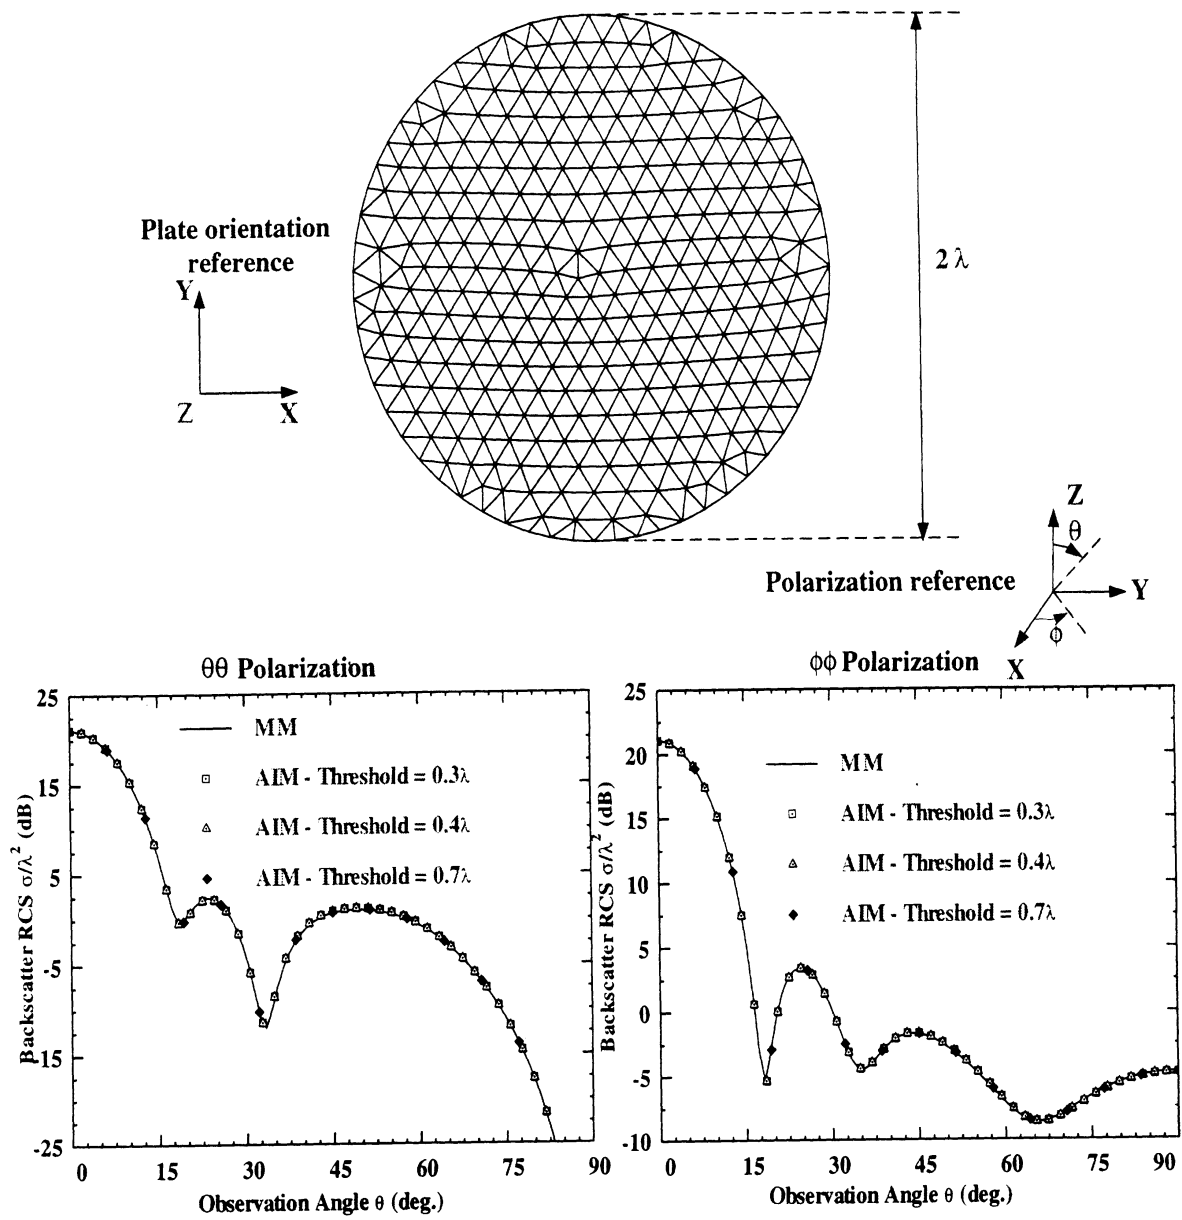 Plate orientation
reference
Y
Z
X
2 λ
Z
θ
Polarization reference
Y
ϕ
X
θθ Polarization
25
15
5
-5
-15
-25
Backscatter RCS σ/λ² (dB)
MM
AIM - Threshold = 0.3λ
AIM - Threshold = 0.4λ
AIM - Threshold = 0.7λ
0 15 30 45 60 75 90
Observation Angle θ (deg.)
ϕϕ Polarization
25
20
15
10
5
0
-5
-10
Backscatter RCS σ/λ² (dB)
MM
AIM - Threshold = 0.3λ
AIM - Threshold = 0.4λ
AIM - Threshold = 0.7λ
0 15 30 45 60 75 90
Observation Angle θ (deg.)